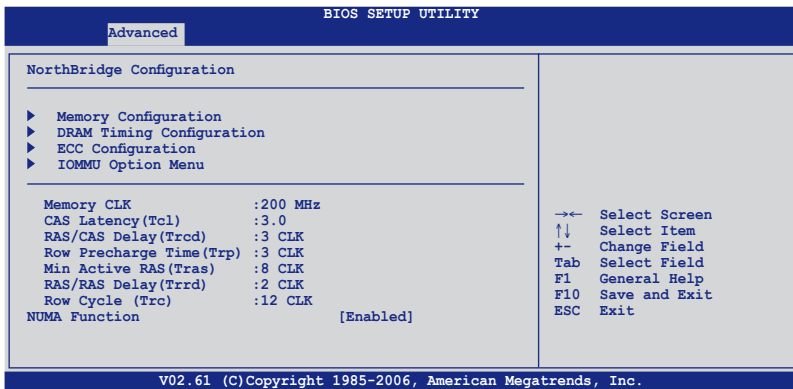 BIOS SETUP UTILITY
Advanced
NorthBridge Configuration
Memory Configuration
DRAM Timing Configuration
ECC Configuration
IOMMU Option Menu
Memory CLK :200 MHz
CAS Latency(Tcl) :3.0
RAS/CAS Delay(Trcd) :3 CLK
Row Precharge Time(Trp) :3 CLK
Min Active RAS(Tras) :8 CLK
RAS/RAS Delay(Trrd) :2 CLK
Row Cycle (Trc) :12 CLK
NUMA Function [Enabled]
→← Select Screen
↑↓ Select Item
+- Change Field
Tab Select Field
F1 General Help
F10 Save and Exit
ESC Exit
V02.61 (C)Copyright 1985-2006, American Megatrends, Inc.